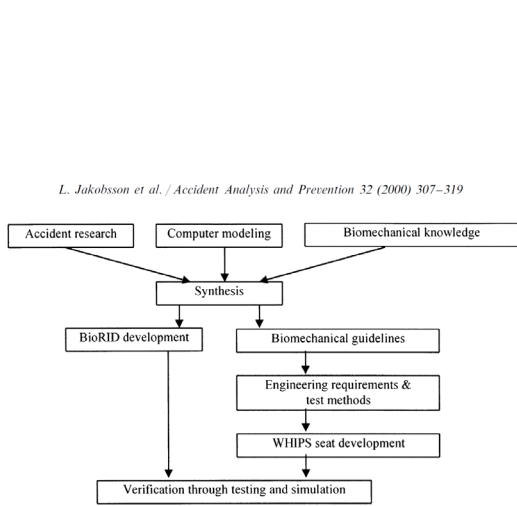 L. Jakobsson et al. / Accident Analysis and Prevention 32 (2000) 307–319
Accident research
Computer modeling
Biomechanical knowledge
Synthesis
BioRID development
Biomechanical guidelines
Engineering requirements &
test methods
WHIPS seat development
Verification through testing and simulation